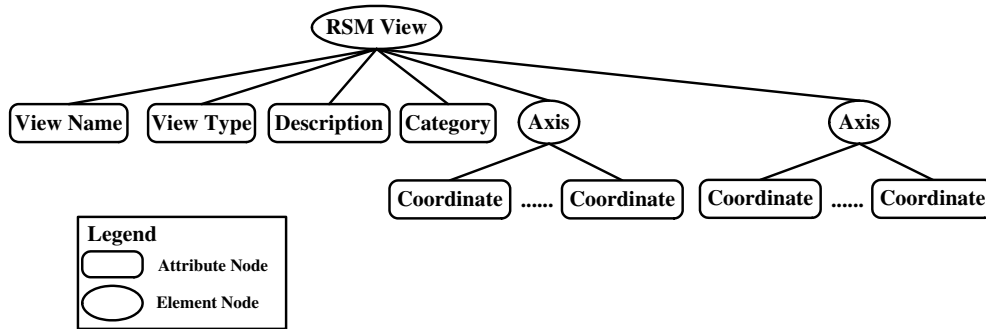 RSM View
View Name View Type Description Category Axis Axis
Coordinate ...... Coordinate Coordinate ...... Coordinate
Legend
Attribute Node
Element Node